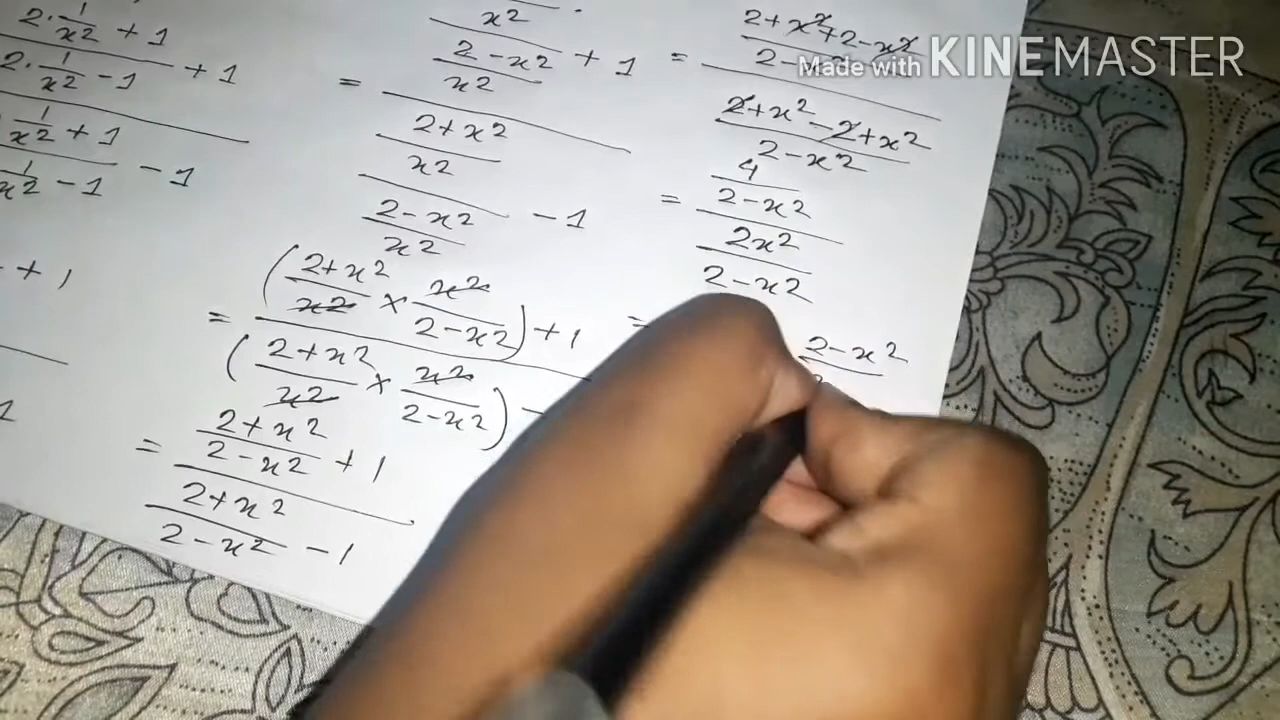 2·1/x2 + 1
2·1/x2 - 1 + 1
1/x2 + 1
1/x2 - 1 - 1
+ 1
x2
= 2-x2 + 1
x2
2+x2
x2
- 1
2-x2
x2
= (2+x2/x2 × x2/2-x2) + 1
(2+x2/x2 × x2/2-x2) -
= 2+x2/2-x2 + 1
2+x2/2-x2 - 1
= 2+x2+2-x2
2-
2+x2-2+x2
2-x2
= 4
2-x2
2x2
2-x2
= 2-x2
Made with KINEMASTER